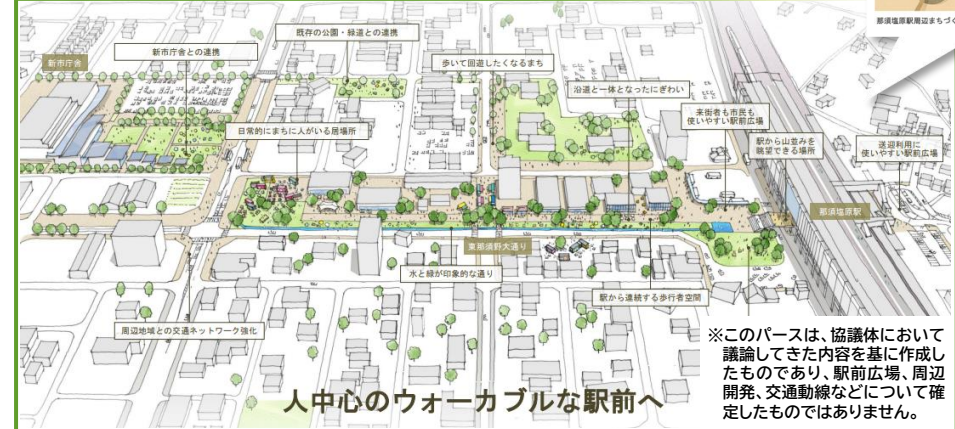 那須塩原駅周辺まちづく
既存の公園・緑道との連携
新市庁舎との連携
新市庁舎
歩いて回遊したくなるまち
沿道と一体となったにぎわい
来街者も市民も
使いやすい駅前広場
日常的にまちに人がいる居場所
駅から山並みを
眺望できる場所
送迎利用に
使いやすい駅前広場
那須塩原駅
東那須野大通り
水と緑が印象的な通り
駅から連続する歩行者空間
周辺地域との交通ネットワーク強化
人中心のウォーカブルな駅前へ
※このパースは、協議体において
議論してきた内容を基に作成し
たものであり、駅前広場、周辺
開発、交通動線などについて確
定したものではありません。